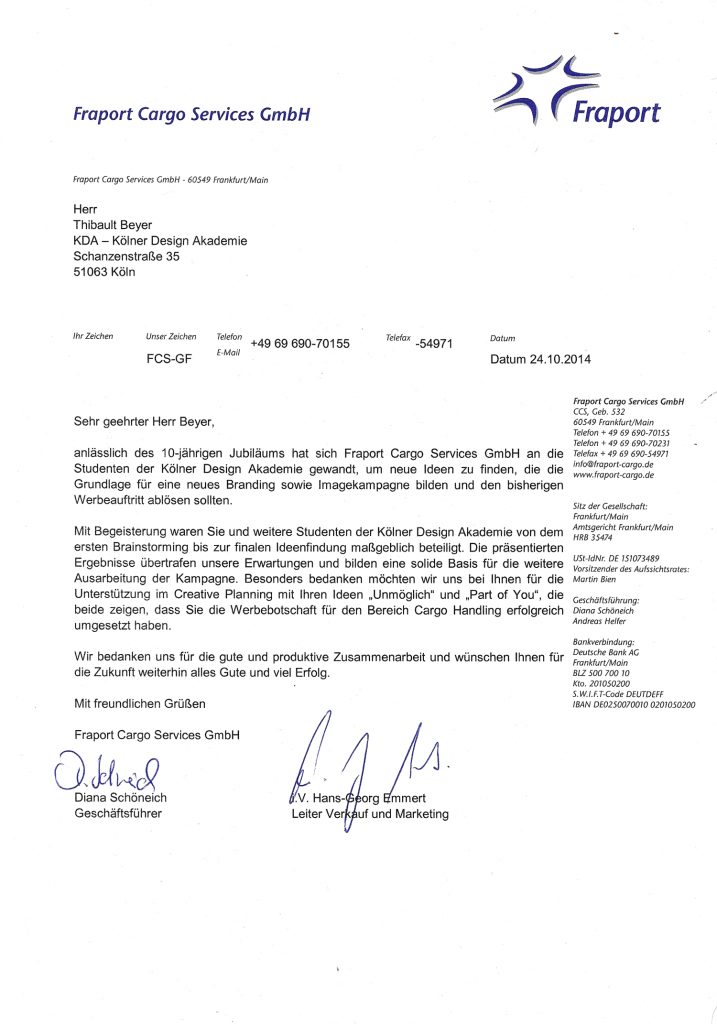 Fraport Cargo Services GmbH
Fraport
Fraport Cargo Services GmbH - 60549 Frankfurt/Main
Herr
Thibault Beyer
KDA – Kölner Design Akademie
Schanzenstraße 35
51063 Köln
Ihr Zeichen
Unser Zeichen
FCS-GF
Telefon +49 69 690-70155
E-Mail
Telefax -54971
Datum
Datum 24.10.2014
Sehr geehrter Herr Beyer,
anlässlich des 10-jährigen Jubiläums hat sich Fraport Cargo Services GmbH an die
Studenten der Kölner Design Akademie gewandt, um neue Ideen zu finden, die die
Grundlage für eine neues Branding sowie Imagekampagne bilden und den bisherigen
Werbeauftritt ablösen sollten.
Mit Begeisterung waren Sie und weitere Studenten der Kölner Design Akademie von dem
ersten Brainstorming bis zur finalen Ideenfindung maßgeblich beteiligt. Die präsentierten
Ergebnisse übertrafen unsere Erwartungen und bilden eine solide Basis für die weitere
Ausarbeitung der Kampagne. Besonders bedanken möchten wir uns bei Ihnen für die
Unterstützung im Creative Planning mit Ihren Ideen „Unmöglich“ und „Part of You“, die
beide zeigen, dass Sie die Werbebotschaft für den Bereich Cargo Handling erfolgreich
umgesetzt haben.
Wir bedanken uns für die gute und produktive Zusammenarbeit und wünschen Ihnen für
die Zukunft weiterhin alles Gute und viel Erfolg.
Mit freundlichen Grüßen
Fraport Cargo Services GmbH
Diana Schöneich
Geschäftsführer
i.V. Hans-Georg Emmert
Leiter Verkauf und Marketing
Fraport Cargo Services GmbH
CCS, Geb. 532
60549 Frankfurt/Main
Telefon + 49 69 690-70155
Telefon + 49 69 690-70231
Telefax + 49 69 690-54971
info@fraport-cargo.de
www.fraport-cargo.de
Sitz der Gesellschaft:
Frankfurt/Main
Amtsgericht Frankfurt/Main
HRB 35474
USt-IdNr. DE 151073489
Vorsitzender des Aufsichtsrates:
Martin Bien
Geschäftsführung:
Diana Schöneich
Andreas Helfer
Bankverbindung:
Deutsche Bank AG
Frankfurt/Main
BLZ 500 700 10
Kto. 201050200
S.W.I.F.T-Code DEUTDEFF
IBAN DE0250070010 0201050200